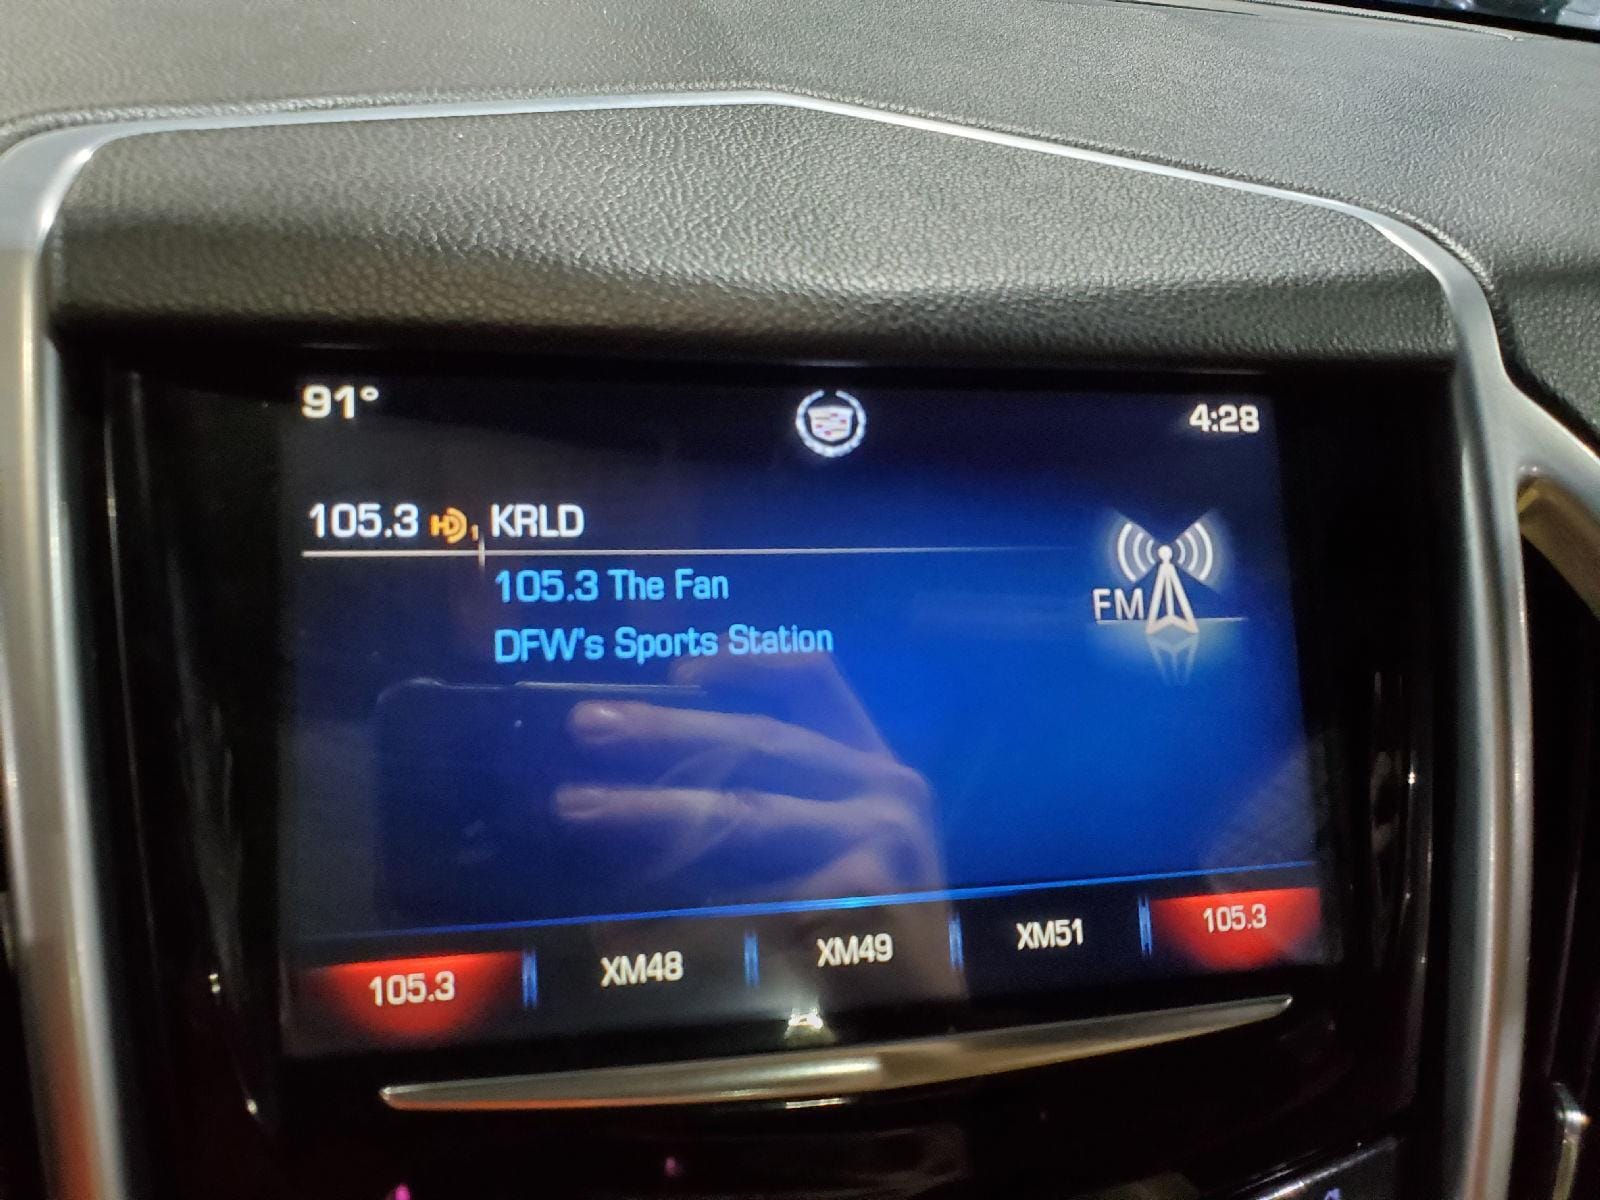 91° 4:28
105.3 HD1 KRLD
105.3 The Fan
DFW's Sports Station
FM
105.3 XM48 XM49 XM51 105.3